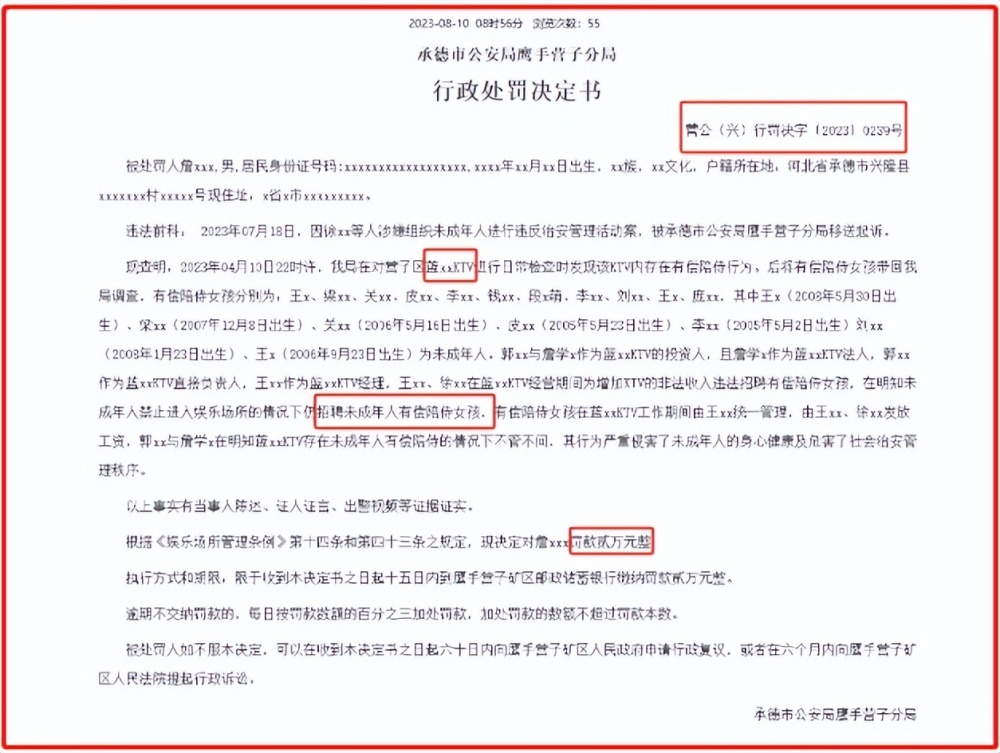 2023-08-10 08时56分 浏览次数：55
承德市公安局鹰手营子分局
行政处罚决定书
营公（兴）行罚决字〔2023〕0239号
被处罚人詹xxx,男,居民身份证号码:xxxxxxxxxxxxxxxxxx,xxxx年xx月xx日出生，xx族，xx文化，户籍所在地，河北省承德市兴隆县
xxxxxxx村xxxxx号现住址：x省x市xxxxxxxxx。
违法前科： 2023年07月18日，因徐xx等人涉嫌组织未成年人进行违反治安管理活动案，被承德市公安局鹰手营子分局移送起诉。
现查明，2023年04月10日22时许，我局在对营子区蓝xxKTV进行日常检查时发现该KTV内存在有偿陪侍行为。后将有偿陪侍女孩带回我
局调查，有偿陪侍女孩分别为：王x、梁xx、关xx、皮xx、李xx、钱xx、段x萌、李xx、刘xx、王x、庞xx，其中王x（2008年5月30日出
生）、梁xx（2007年12月8日出生）、关xx（2006年5月16日出生）、皮xx（2005年5月23日出生）、李xx（2005年5月2日出生）刘xx
（2008年1月23日出生）、王x（2006年9月23日出生）为未成年人。郭xx与詹学x作为蓝xxKTV的投资人，且詹学x作为蓝xxKTV法人，郭xx
作为蓝xxKTV直接负责人，王xx作为蓝xxKTV经理，王xx、徐xx在蓝xxKTV经营期间为增加KTV的非法收入违法招聘有偿陪侍女孩，在明知未
成年人禁止进入娱乐场所的情况下仍招聘未成年人有偿陪侍女孩，有偿陪侍女孩在蓝xxKTV工作期间由王xx统一管理，由王xx、徐xx发放
工资，郭xx与詹学x在明知蓝xxKTV存在未成年人有偿陪侍的情况下不管不问，其行为严重侵害了未成年人的身心健康及危害了社会治安管
理秩序。
以上事实有当事人陈述、证人证言、出警视频等证据证实。
根据《娱乐场所管理条例》第十四条和第四十三条之规定，现决定对詹xxx罚款贰万元整
执行方式和期限，限于收到本决定书之日起十五日内到鹰手营子矿区邮政储蓄银行缴纳罚款贰万元整。
逾期不交纳罚款的，每日按罚款数额的百分之三加处罚款，加处罚款的数额不超过罚款本数。
被处罚人如不服本决定，可以在收到本决定书之日起六十日内向鹰手营子矿区人民政府申请行政复议，或者在六个月内向鹰手营子矿
区人民法院提起行政诉讼。
承德市公安局鹰手营子分局